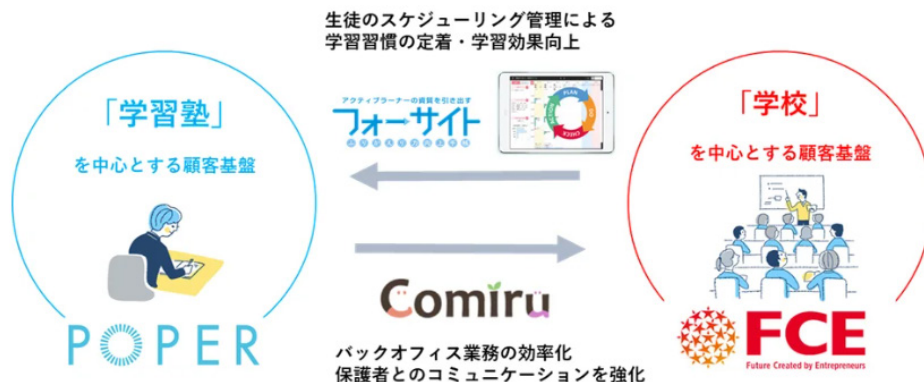 生徒のスケジューリング管理による
学習習慣の定着・学習効果向上
「学習塾」
を中心とする顧客基盤
POPER
アクティブラーナーの資質を引き出す
フォーサイト
PLAN
DO
CHECK
「学校」
を中心とする顧客基盤
FCE
Future Created by Entrepreneurs
Comiru
バックオフィス業務の効率化
保護者とのコミュニケーションを強化